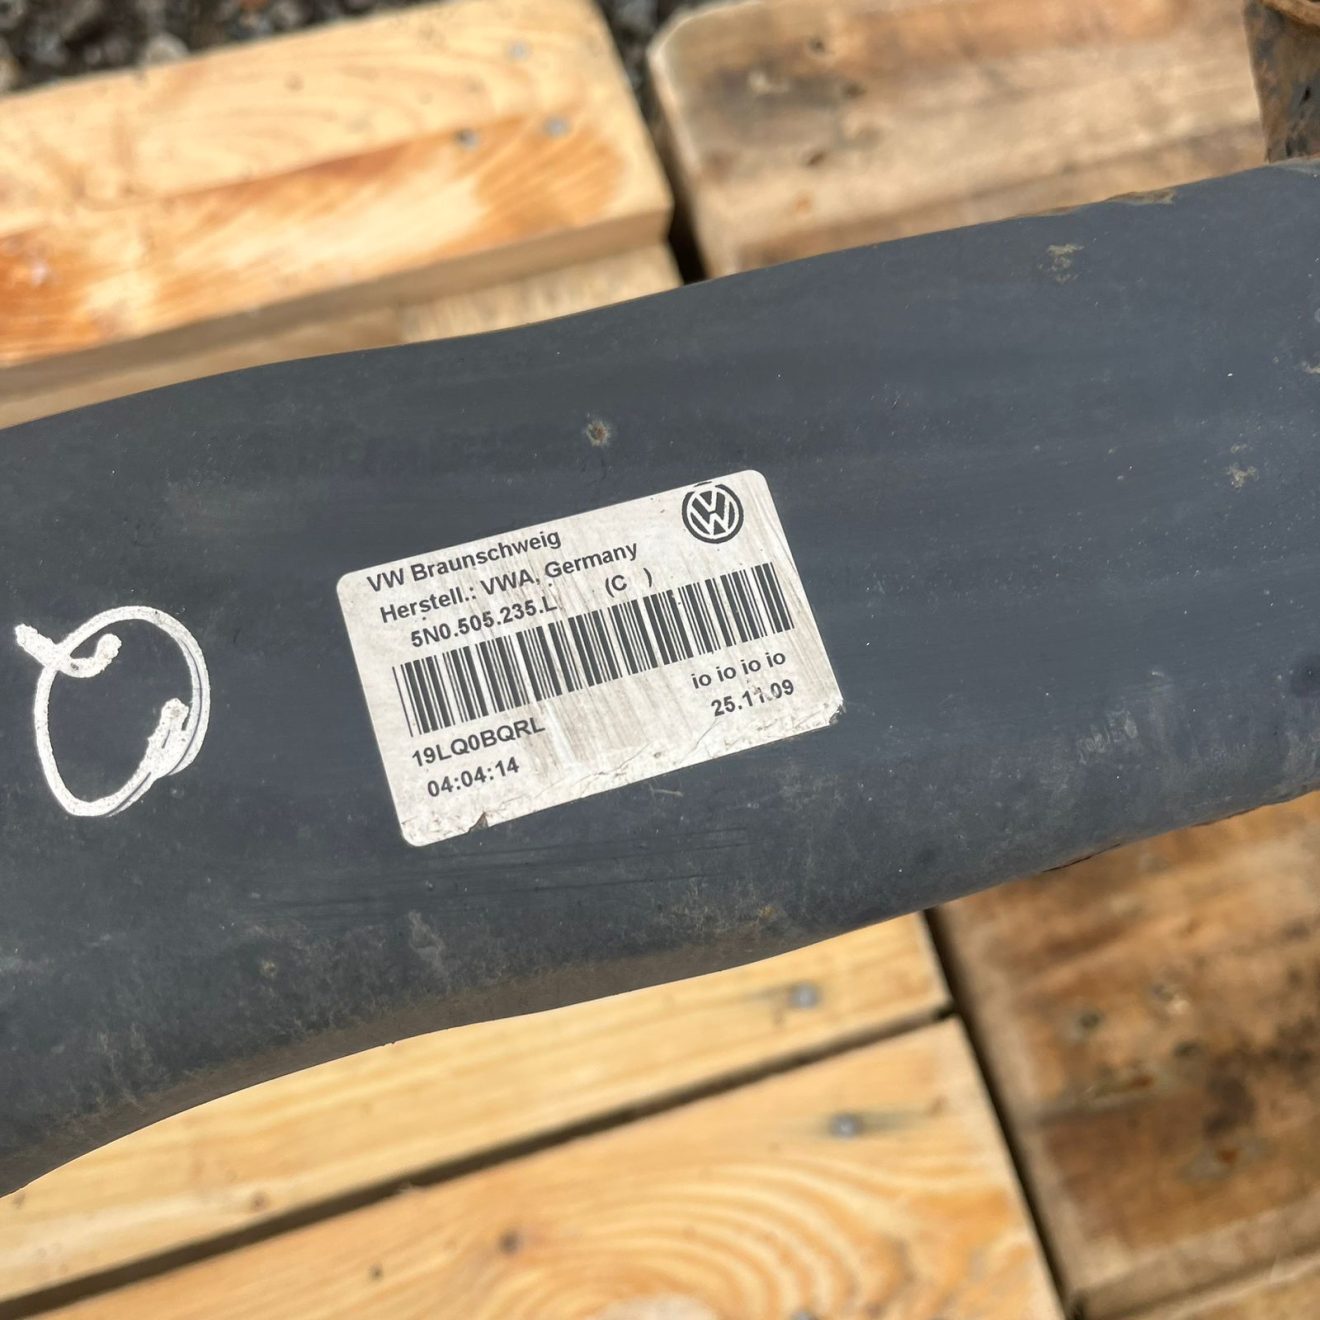 VW Braunschweig
Herstell.: VWA, Germany
5N0.505.235.L (C )
io io io io
19LQ0BQRL 25.11.09
04:04:14